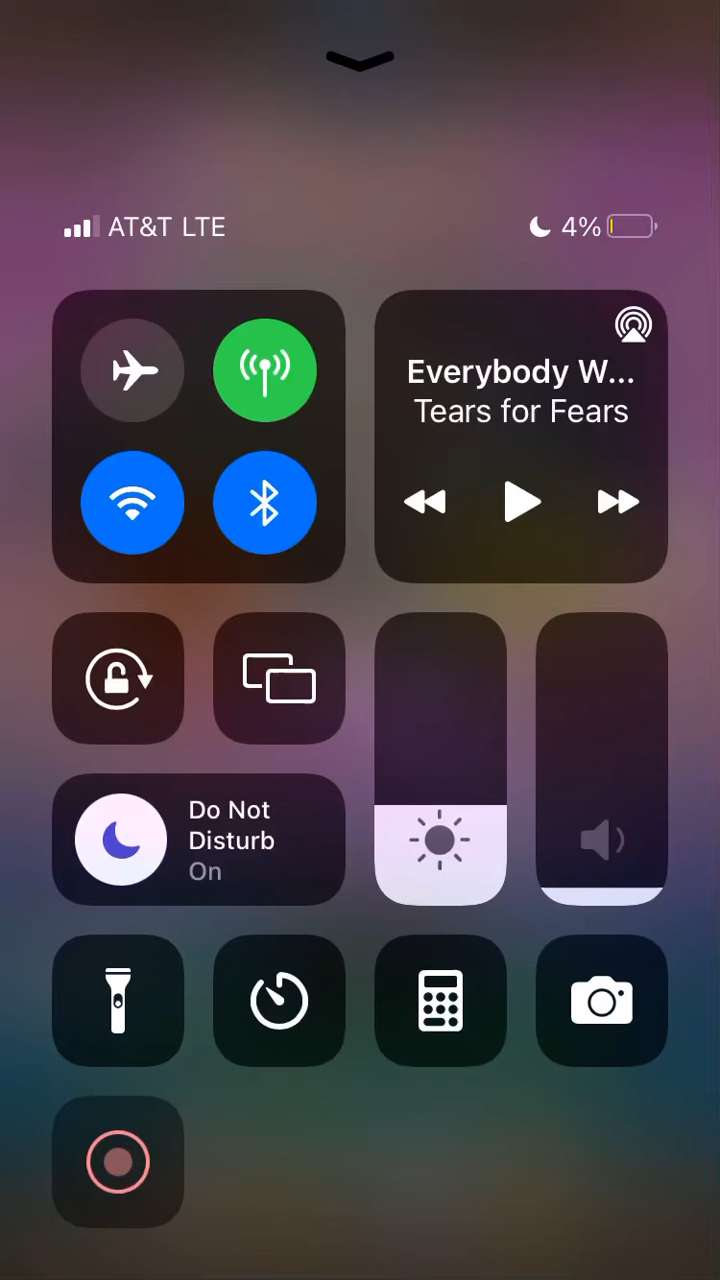 AT&T LTE
4%
Everybody W...
Tears for Fears
Do Not
Disturb
On